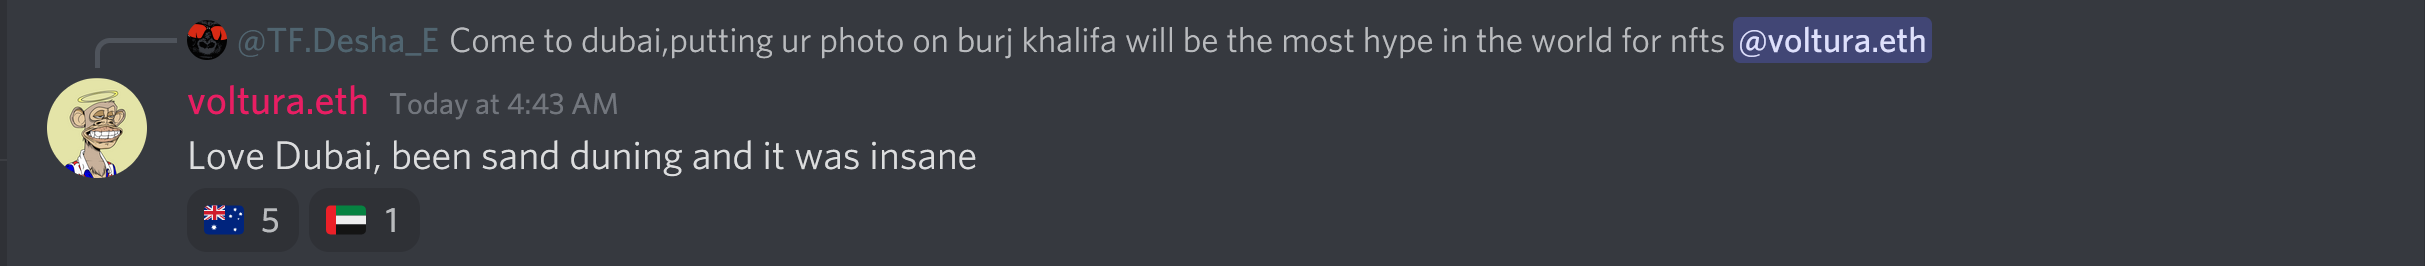 @TF.Desha_E Come to dubai,putting ur photo on burj khalifa will be the most hype in the world for nfts @voltura.eth
voltura.eth Today at 4:43 AM
Love Dubai, been sand duning and it was insane
5 1